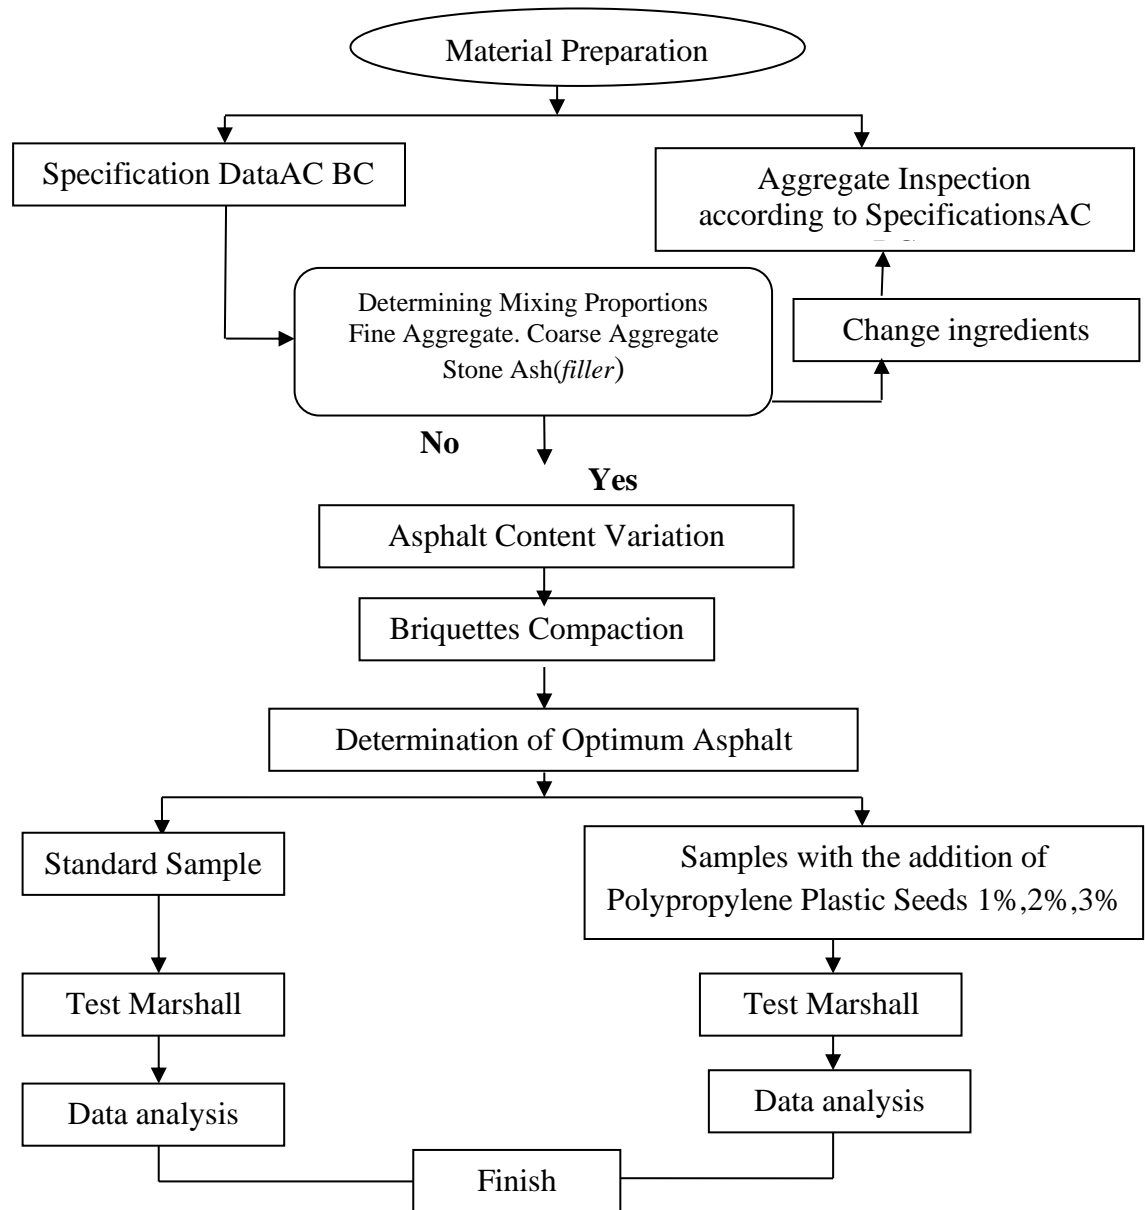 Material Preparation
Specification DataAC BC
Aggregate Inspection
according to SpecificationsAC
Determining Mixing Proportions
Fine Aggregate. Coarse Aggregate
Stone Ash(filler)
Change ingredients
No
Yes
Asphalt Content Variation
Briquettes Compaction
Determination of Optimum Asphalt
Standard Sample
Samples with the addition of
Polypropylene Plastic Seeds 1%,2%,3%
Test Marshall
Test Marshall
Data analysis
Data analysis
Finish